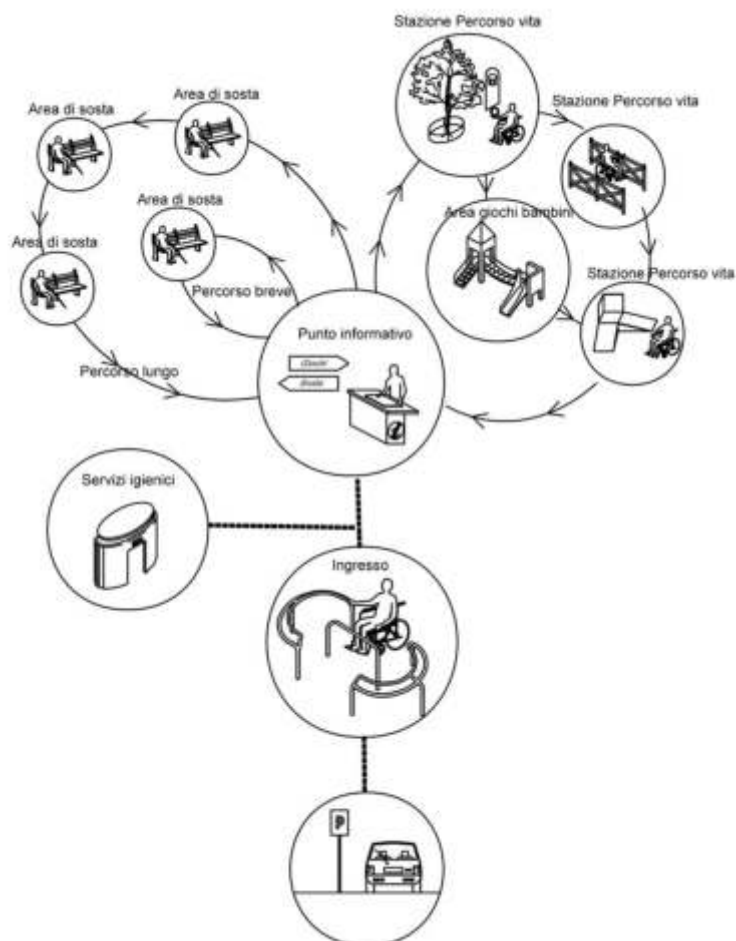 Stazione Percorso vita
Area di sosta
Area di sosta
Stazione Percorso vita
Area di sosta
Area giochi bambini
Area di sosta
Stazione Percorso vita
Percorso breve
Punto informativo
Percorso lungo
Servizi igienici
Ingresso
P